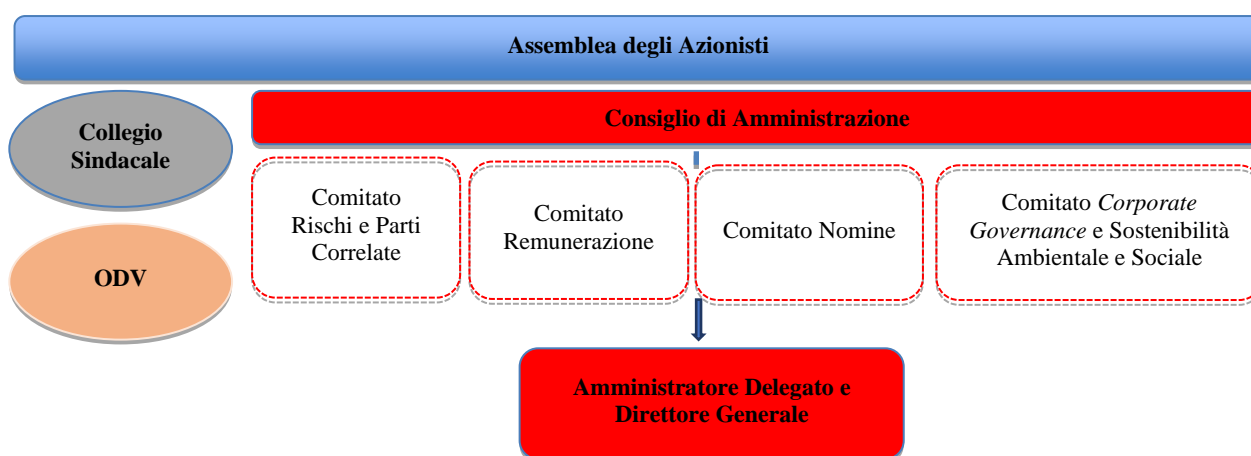 Assemblea degli Azionisti
Collegio
Sindacale
Consiglio di Amministrazione
Comitato
Rischi e Parti
Correlate
Comitato
Remunerazione
Comitato Nomine
Comitato Corporate
Governance e Sostenibilità
Ambientale e Sociale
ODV
Amministratore Delegato e
Direttore Generale